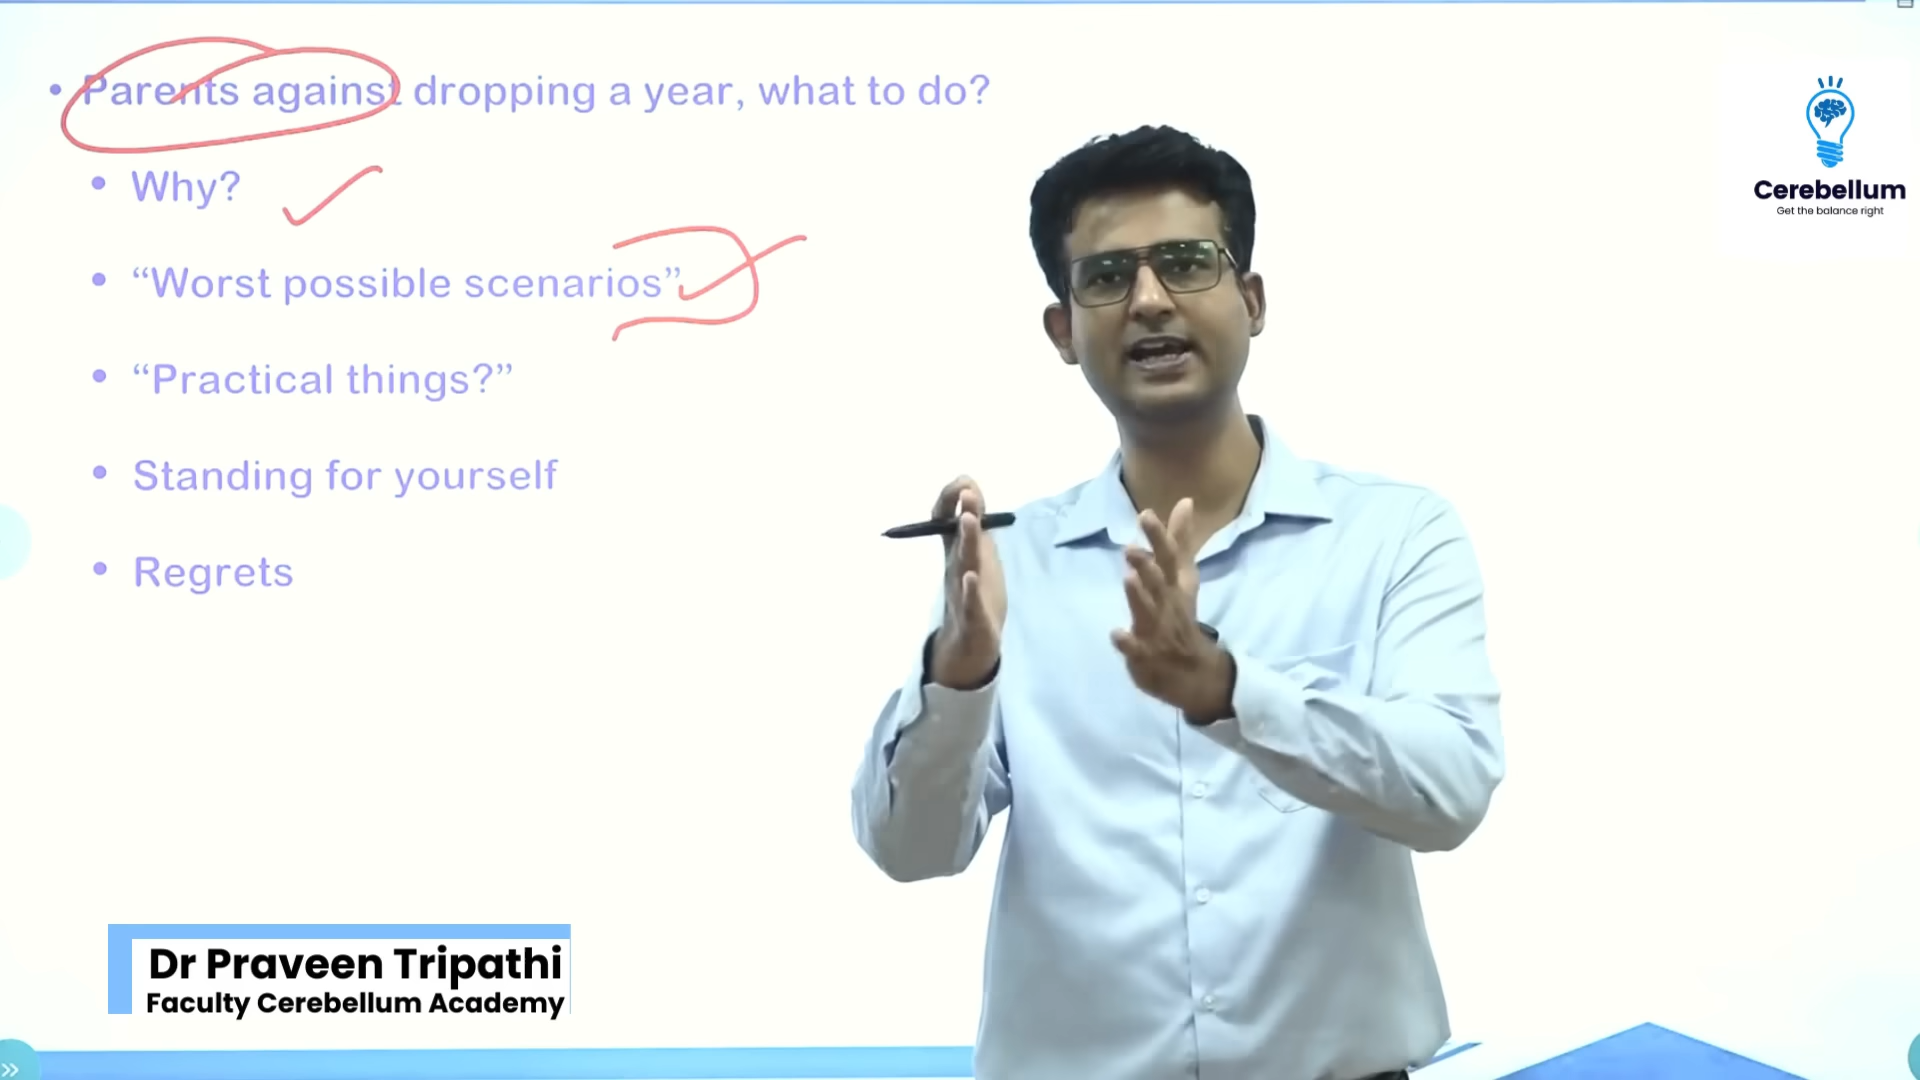 • Parents against dropping a year, what to do?
• Why?
• “Worst possible scenarios”
• “Practical things?”
• Standing for yourself
• Regrets
Cerebellum
Get the balance right
Dr Praveen Tripathi
Faculty Cerebellum Academy
»